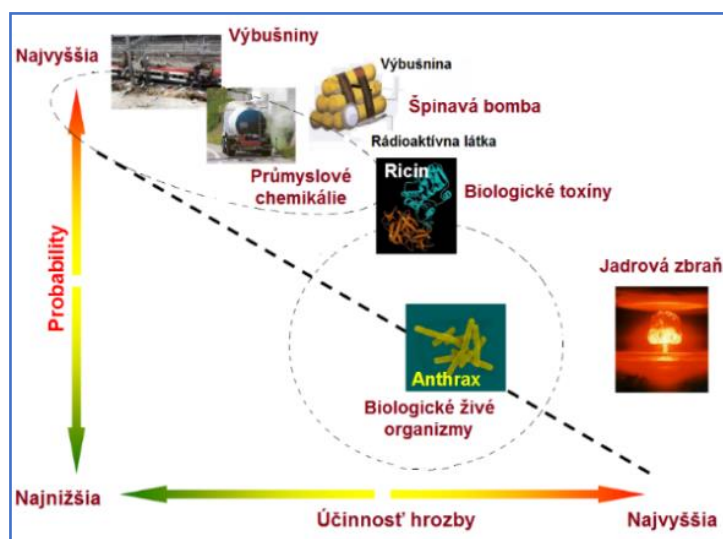 Výbušniny
Najvyššia
Výbušnina
Špinavá bomba
Rádioaktívna látka
Průmyslové
chemikálie
Ricin
Biologické toxíny
Jadrová zbraň
Probability
Anthrax
Biologické živé
organizmy
Najnižšia
Účinnosť hrozby
Najvyššia